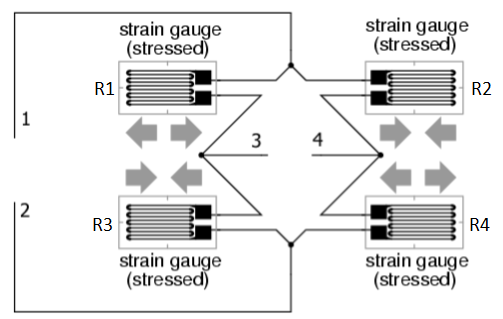 strain gauge
(stressed)
strain gauge
(stressed)
R1
R2
1
3
4
2
R3
R4
strain gauge
(stressed)
strain gauge
(stressed)